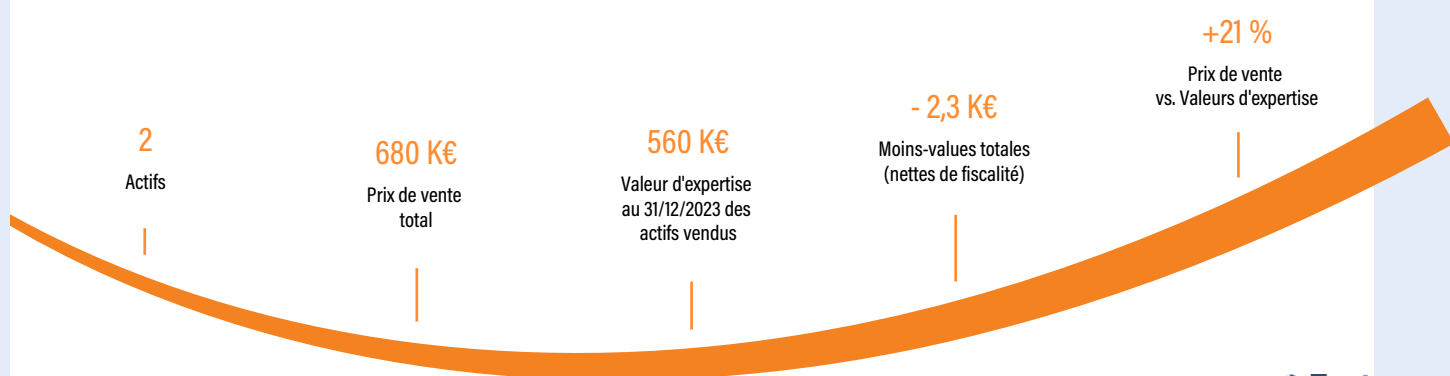 2
Actifs
680 K€
Prix de vente
total
560 K€
Valeur d'expertise
au 31/12/2023 des
actifs vendus
- 2,3 K€
Moins-values totales
(nettes de fiscalité)
+21 %
Prix de vente
vs. Valeurs d'expertise